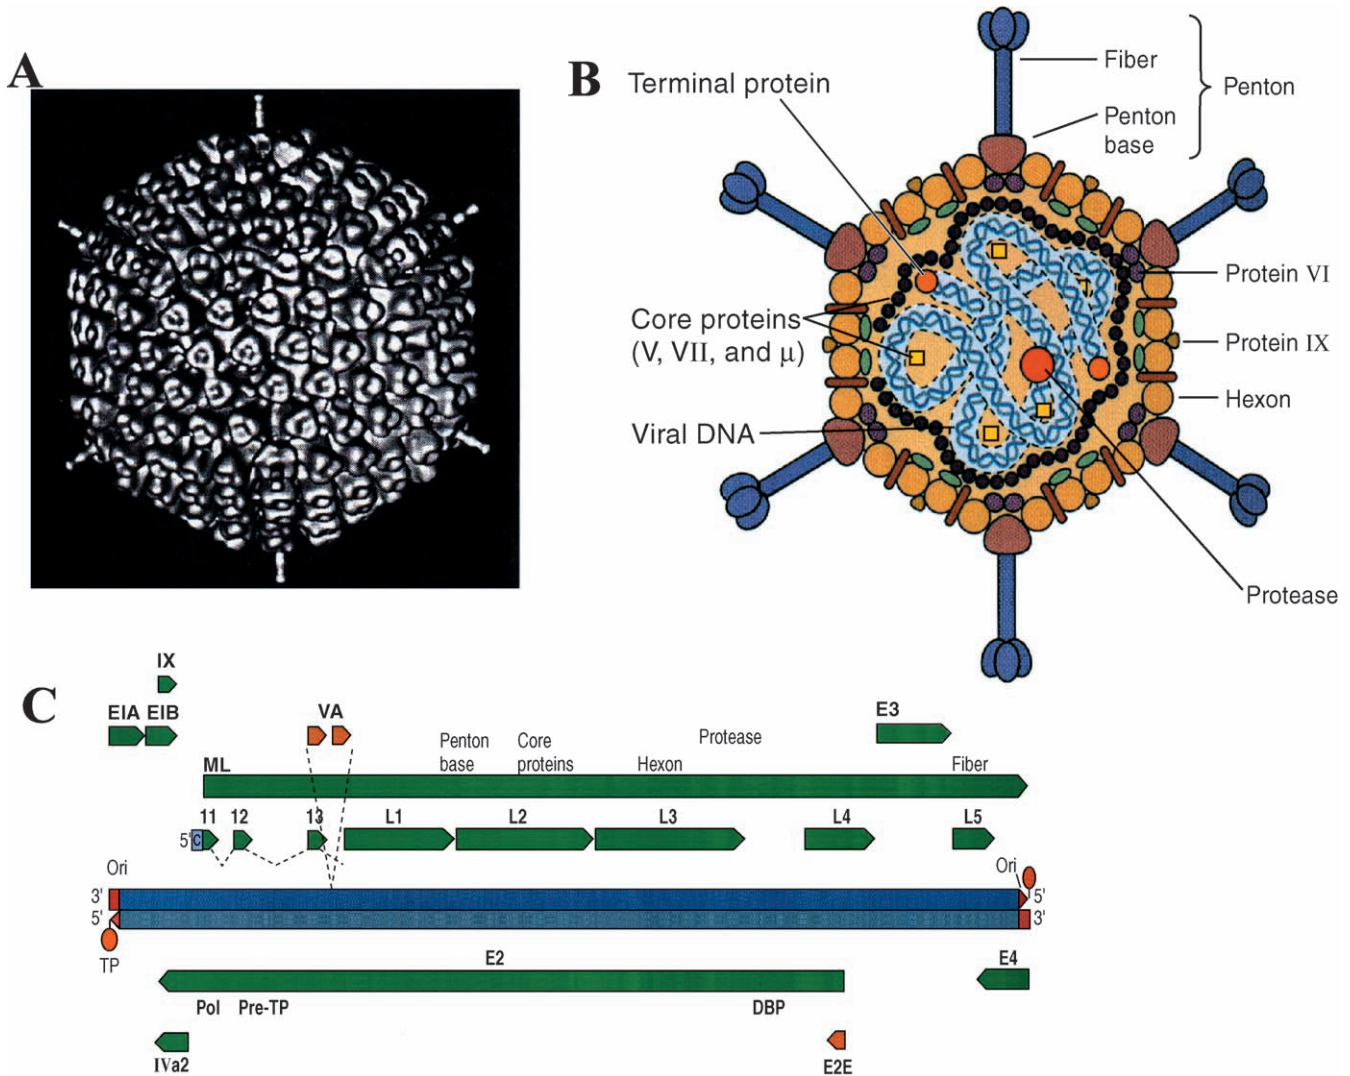 A
B
Terminal protein
Fiber
Penton
Penton
base
Core proteins
(V, VII, and μ)
Protein VI
Protein IX
Hexon
Viral DNA
Protease
C
IX
EIA EIB
VA
E3
Penton
base
Core
proteins
Hexon
Protease
Fiber
ML
11 12 13 L1 L2 L3 L4 L5
5' C
Ori
Ori
3'
5'
5'
3'
TP
E2
E4
Pol Pre-TP DBP
IVa2
E2E